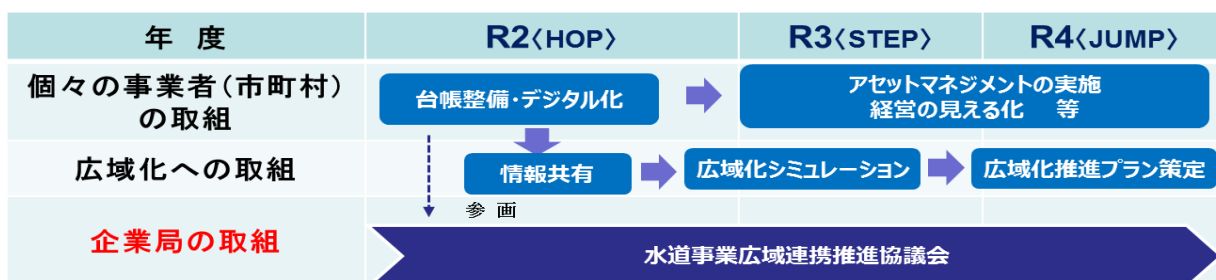 年 度
R2〈HOP〉
R3〈STEP〉
R4〈JUMP〉
個々の事業者(市町村)
の取組
台帳整備・デジタル化
アセットマネジメントの実施
経営の見える化 等
広域化への取組
情報共有
広域化シミュレーション
広域化推進プラン策定
参 画
企業局の取組
水道事業広域連携推進協議会